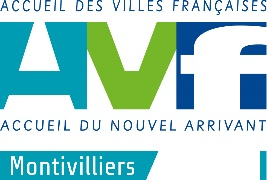 ACCUEIL DES VILLES FRANÇAISES
AVf
ACCUEIL DU NOUVEL ARRIVANT
Montivilliers